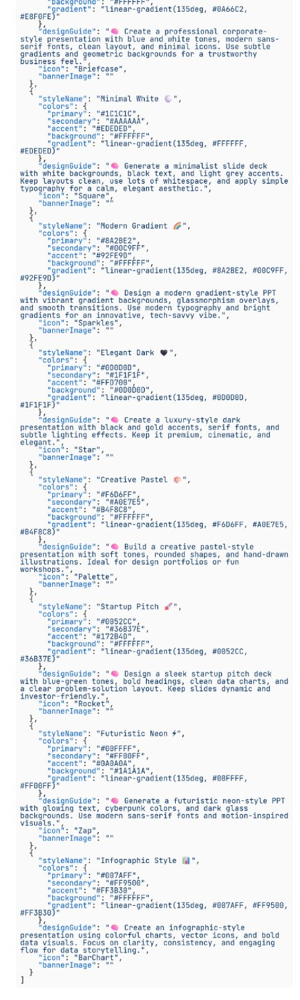 "background": "#FFFFFF",
"gradient": "linear-gradient(135deg, #0A66C2,
#E8F0FE)"
},
"designGuide": "🧠 Create a professional corporate-
style presentation with blue and white tones, modern sans-
serif fonts, clean layout, and minimal icons. Use subtle
gradients and geometric backgrounds for a trustworthy
business feel.",
"icon": "Briefcase",
"bannerImage": ""
},
{
"styleName": "Minimal White 🌕",
"colors": {
"primary": "#1C1C1C",
"secondary": "#AAAAAA",
"accent": "#EDEDED",
"background": "#FFFFFF",
"gradient": "linear-gradient(135deg, #FFFFFF,
#EDEDED)"
},
"designGuide": "🧠 Generate a minimalist slide deck
with white backgrounds, black text, and light grey accents.
Keep layouts clean, use lots of whitespace, and apply simple
typography for a calm, elegant aesthetic.",
"icon": "Square",
"bannerImage": ""
},
{
"styleName": "Modern Gradient 🌈",
"colors": {
"primary": "#8A2BE2",
"secondary": "#00C9FF",
"accent": "#92FE9D",
"background": "#FFFFFF",
"gradient": "linear-gradient(135deg, #8A2BE2, #00C9FF,
#92FE9D)"
},
"designGuide": "🧠 Design a modern gradient-style PPT
with vibrant gradient backgrounds, glassmorphism overlays,
and smooth transitions. Use modern typography and bright
gradients for an innovative, tech-savvy vibe.",
"icon": "Sparkles",
"bannerImage": ""
},
{
"styleName": "Elegant Dark 🖤",
"colors": {
"primary": "#0D0D0D",
"secondary": "#1F1F1F",
"accent": "#FFD700",
"background": "#0D0D0D",
"gradient": "linear-gradient(135deg, #0D0D0D,
#1F1F1F)"
},
"designGuide": "🧠 Create a luxury-style dark
presentation with black and gold accents, serif fonts, and
subtle lighting effects. Keep it premium, cinematic, and
elegant.",
"icon": "Star",
"bannerImage": ""
},
{
"styleName": "Creative Pastel 🎨",
"colors": {
"primary": "#F6D6FF",
"secondary": "#A0E7E5",
"accent": "#B4F8C8",
"background": "#FFFFFF",
"gradient": "linear-gradient(135deg, #F6D6FF, #A0E7E5,
#B4F8C8)"
},
"designGuide": "🧠 Build a creative pastel-style
presentation with soft tones, rounded shapes, and hand-drawn
illustrations. Ideal for design portfolios or fun
workshops.",
"icon": "Palette",
"bannerImage": ""
},
{
"styleName": "Startup Pitch 🚀",
"colors": {
"primary": "#0052CC",
"secondary": "#36B37E",
"accent": "#172B4D",
"background": "#FFFFFF",
"gradient": "linear-gradient(135deg, #0052CC,
#36B37E)"
},
"designGuide": "🧠 Design a sleek startup pitch deck
with blue-green tones, bold headings, clean data charts, and
a clear problem-solution layout. Keep slides dynamic and
investor-friendly.",
"icon": "Rocket",
"bannerImage": ""
},
{
"styleName": "Futuristic Neon ⚡",
"colors": {
"primary": "#00FFFF",
"secondary": "#FF00FF",
"accent": "#0A0A0A",
"background": "#1A1A1A",
"gradient": "linear-gradient(135deg, #00FFFF,
#FF00FF)"
},
"designGuide": "🧠 Generate a futuristic neon-style PPT
with glowing text, cyberpunk colors, and dark glass
backgrounds. Use modern sans-serif fonts and motion-inspired
visuals.",
"icon": "Zap",
"bannerImage": ""
},
{
"styleName": "Infographic Style 📊",
"colors": {
"primary": "#007AFF",
"secondary": "#FF9500",
"accent": "#FF3B30",
"background": "#FFFFFF",
"gradient": "linear-gradient(135deg, #007AFF, #FF9500,
#FF3B30)"
},
"designGuide": "🧠 Create an infographic-style
presentation using colorful charts, vector icons, and bold
data visuals. Focus on clarity, consistency, and engaging
flow for data storytelling.",
"icon": "BarChart",
"bannerImage": ""
}
]